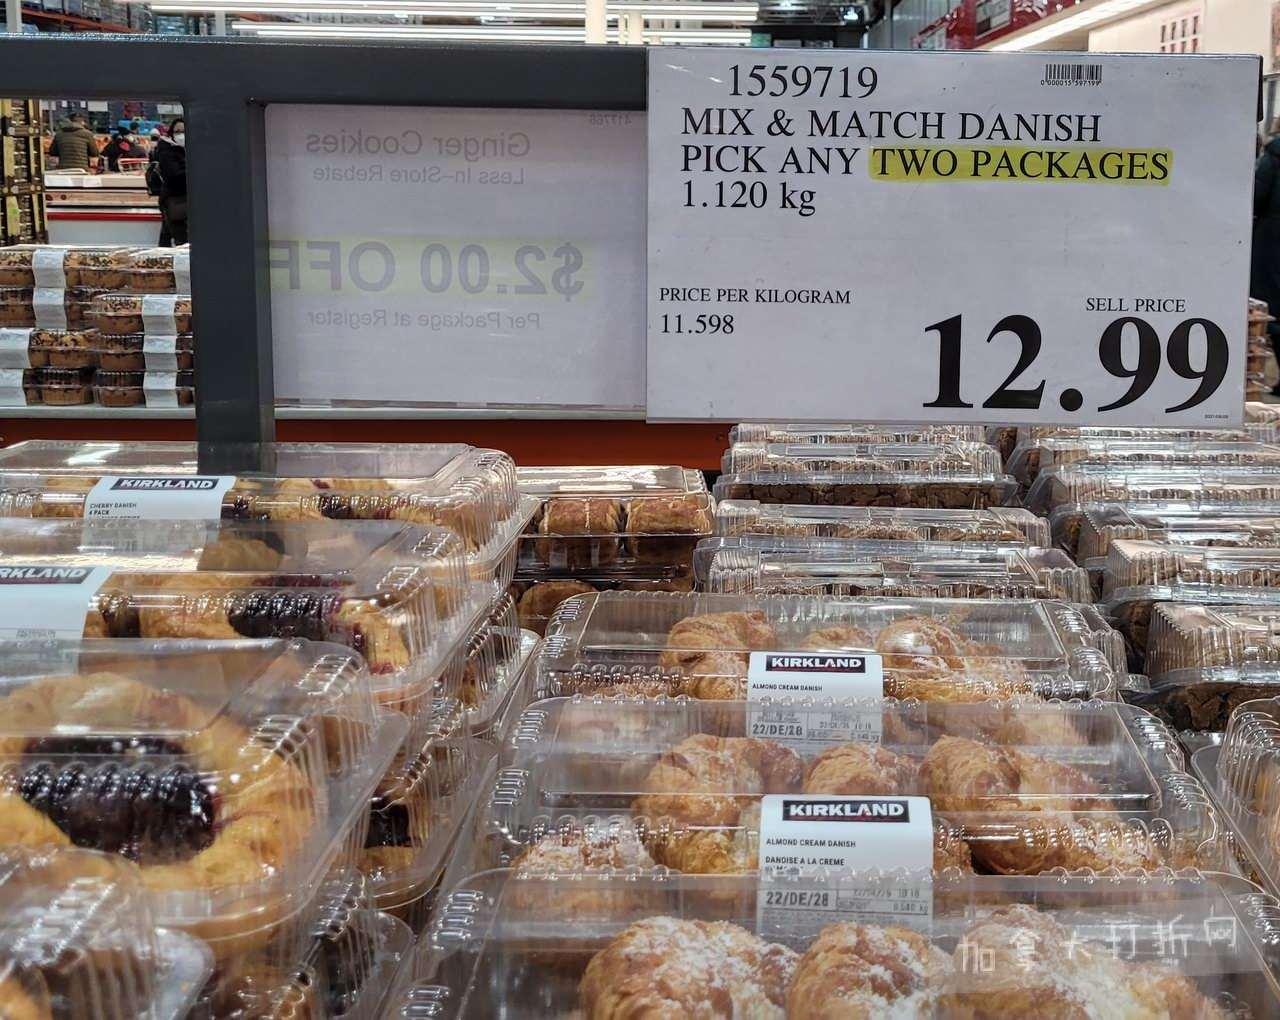 1559719
MIX & MATCH DANISH
PICK ANY TWO PACKAGES
1.120 kg
PRICE PER KILOGRAM
11.598
SELL PRICE
12.99
417766
Ginger Cookies
Less In-Store Rebate
$2.00 OFF
Per Package at Register
KIRKLAND
CHERRY DANISH
4 PACK
KIRKLAND
KIRKLAND
ALMOND CREAM DANISH
22/DE/28
KIRKLAND
ALMOND CREAM DANISH
DANOISE A LA CREME
22/DE/28
加拿大打折网